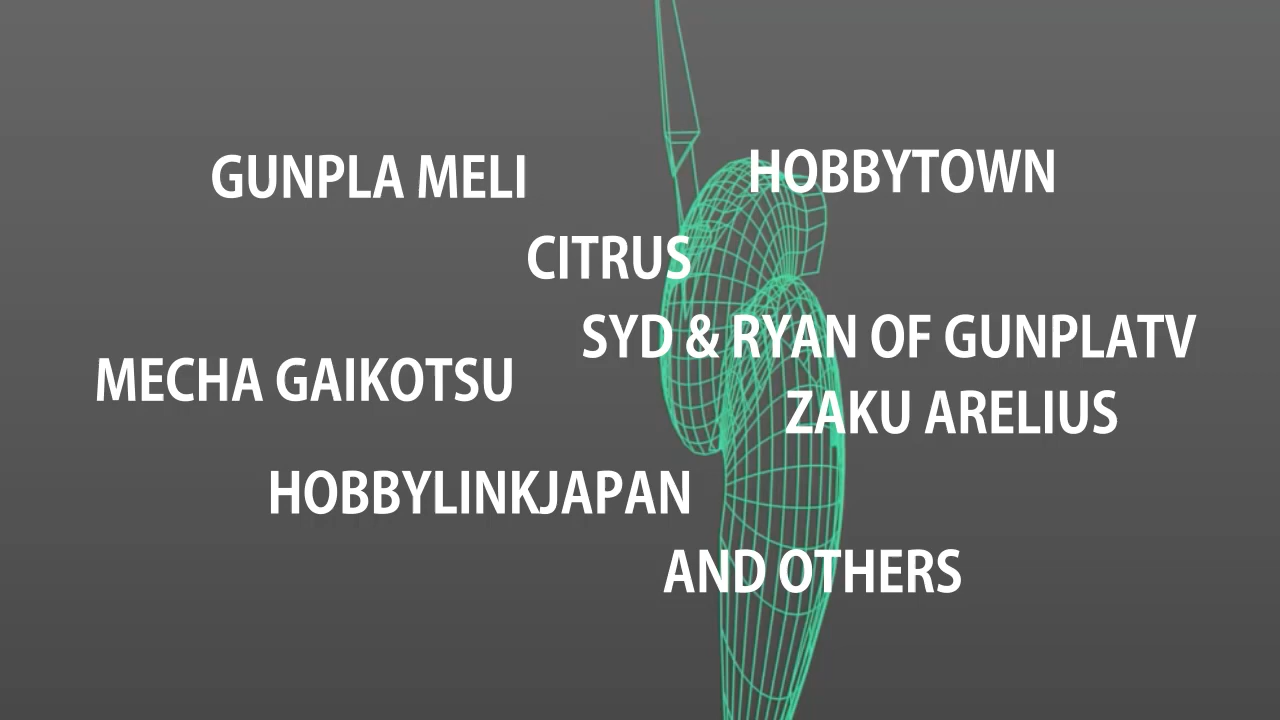 GUNPLA MELI
HOBBYTOWN
CITRUS
SYD & RYAN OF GUNPLATV
MECHA GAIKOTSU
ZAKU ARELIUS
HOBBYLINKJAPAN
AND OTHERS